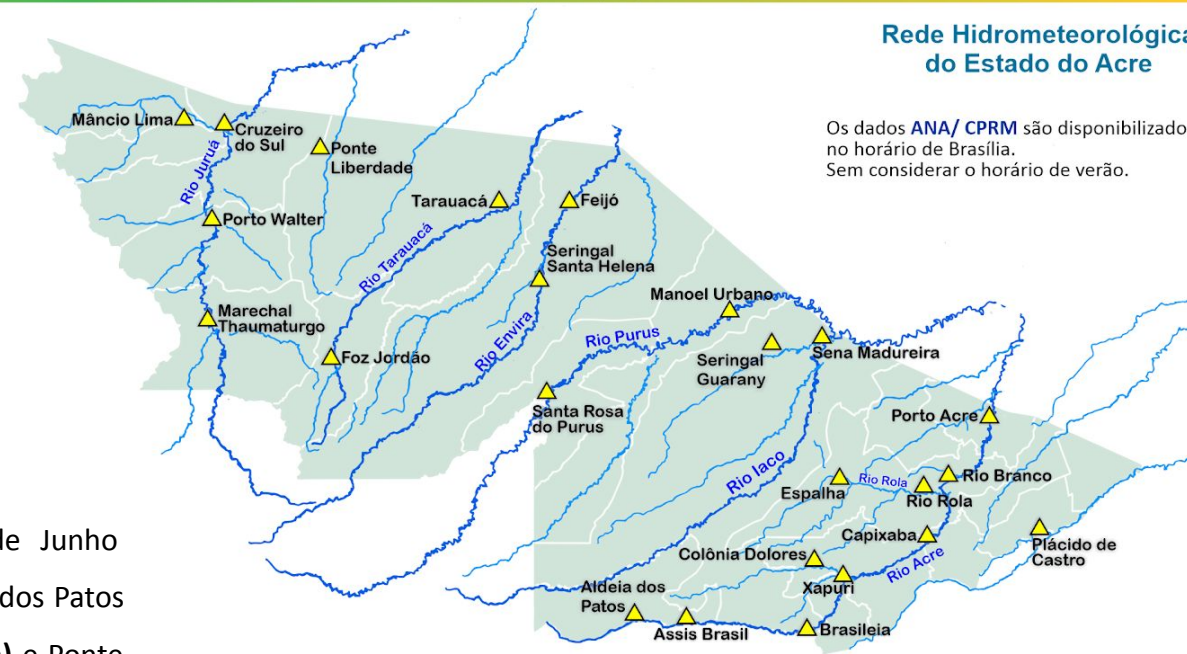 Rede Hidrometeorológica
do Estado do Acre
Os dados ANA/ CPRM são disponibilizado
no horário de Brasília.
Sem considerar o horário de verão.
Mâncio Lima
Cruzeiro
do Sul
Ponte
Liberdade
Rio Juruá
Tarauacá
Feijó
Porto Walter
Rio Tarauacá
Seringal
Santa Helena
Manoel Urbano
Marechal
Thaumaturgo
Rio Envira
Rio Purus
Foz Jordão
Seringal
Guarany
Sena Madureira
Santa Rosa
do Purus
Porto Acre
Rio Iaco
Espalha
Rio Rola
Rio Branco
Rio Rola
Capixaba
Plácido de
Castro
Colônia Dolores
Rio Acre
Xapuri
Aldeia dos
Patos
Assis Brasil
Brasileia
de Junho
dos Patos
) e Ponte